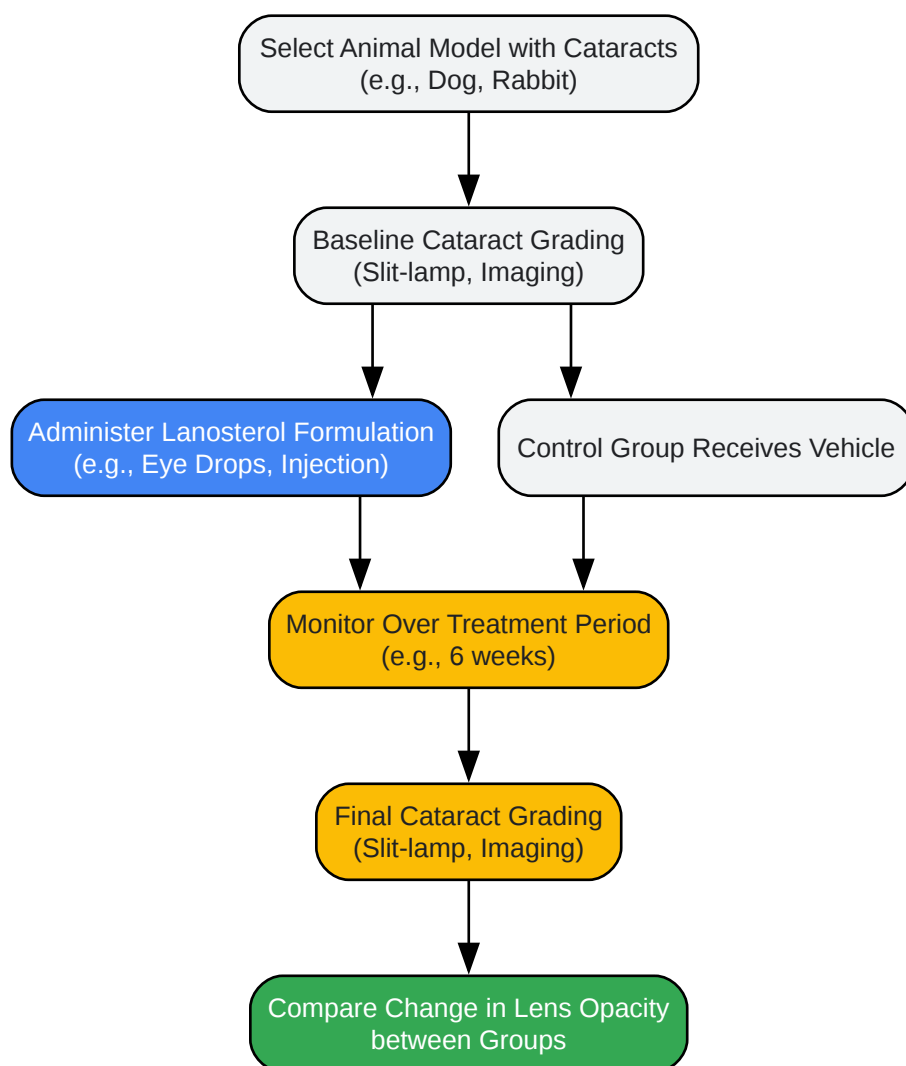 Select Animal Model with Cataracts
(e.g., Dog, Rabbit)
Baseline Cataract Grading
(Slit-lamp, Imaging)
Administer Lanosterol Formulation
(e.g., Eye Drops, Injection)
Control Group Receives Vehicle
Monitor Over Treatment Period
(e.g., 6 weeks)
Final Cataract Grading
(Slit-lamp, Imaging)
Compare Change in Lens Opacity
between Groups